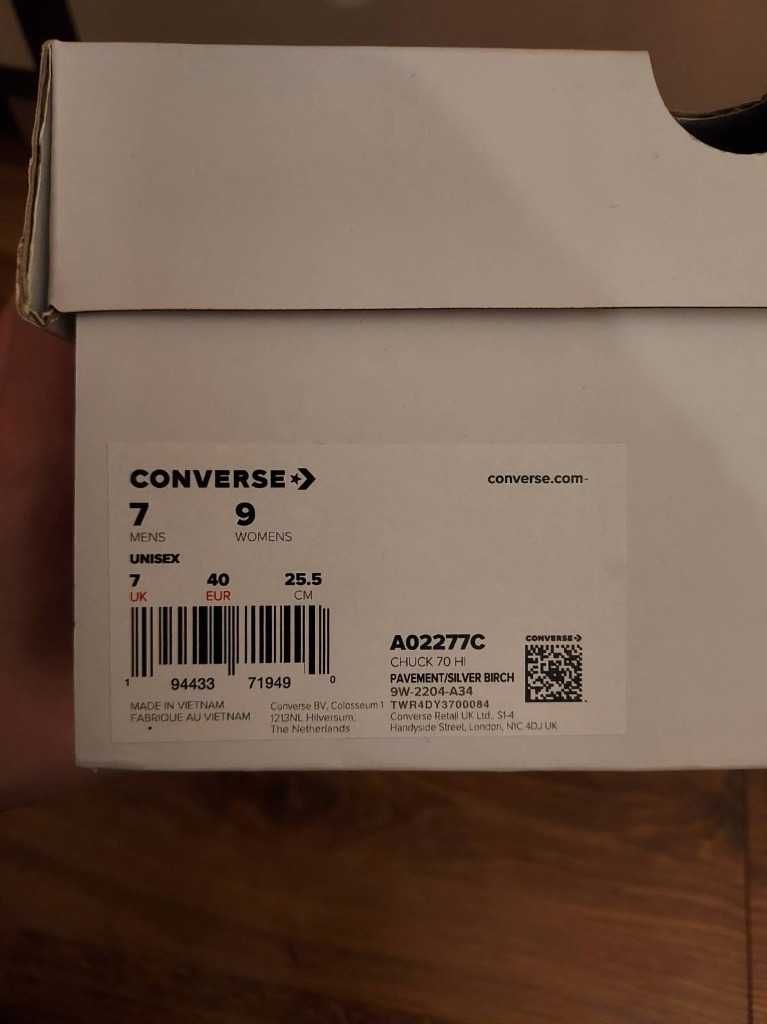 CONVERSE
converse.com
7 9
MENS WOMENS
UNISEX
7 40 25.5
UK EUR CM
1 94433 71949 0
MADE IN VIETNAM
FABRIQUE AU VIETNAM
Converse BV, Colosseum 1
1213NL Hilversum,
The Netherlands
A02277C
CHUCK 70 HI
PAVEMENT/SILVER BIRCH
9W-2204-A34
TWR4DY3700084
Converse Retail UK Ltd., S1-4
Handyside Street, London, N1C 4DJ UK
CONVERSE